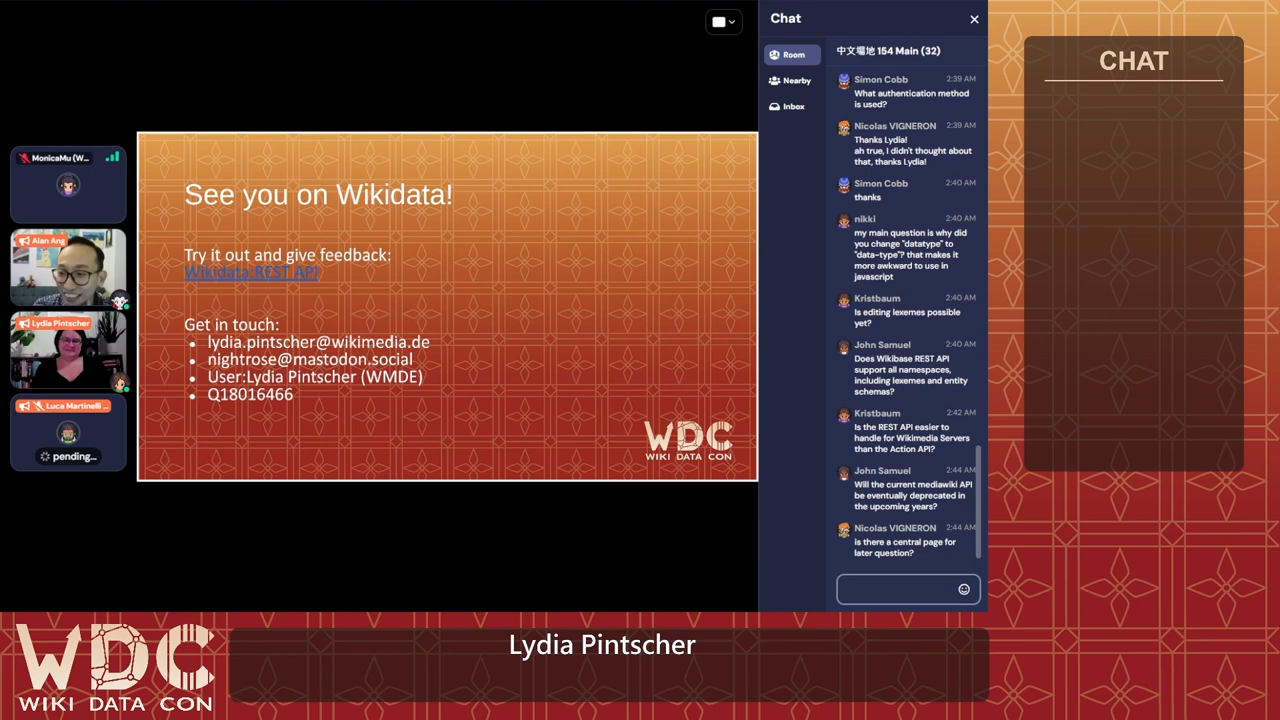 MonicaMu (W...
Alan Ang
Lydia Pintscher
Luca Martinelli ...
pending...
See you on Wikidata!
Try it out and give feedback:
Wikidata:REST API
Get in touch:
lydia.pintscher@wikimedia.de
nightrose@mastodon.social
User:Lydia Pintscher (WMDE)
Q18016466
WDC
WIKI DATA CON
Chat
Room
Nearby
Inbox
中文場地 154 Main (32)
Simon Cobb 2:39 AM
What authentication method
is used?
Nicolas VIGNERON 2:39 AM
Thanks Lydia!
ah true, I didn't thought about
that, thanks Lydia!
Simon Cobb 2:40 AM
thanks
nikki 2:40 AM
my main question is why did
you change "datatype" to
"data-type"? that makes it
more awkward to use in
javascript
Kristbaum 2:40 AM
Is editing lexemes possible
yet?
John Samuel 2:40 AM
Does Wikibase REST API
support all namespaces,
including lexemes and entity
schemas?
Kristbaum 2:42 AM
Is the REST API easier to
handle for Wikimedia Servers
than the Action API?
John Samuel 2:44 AM
Will the current mediawiki API
be eventually deprecated in
the upcoming years?
Nicolas VIGNERON 2:44 AM
is there a central page for
later question?
CHAT
WDC
WIKI DATA CON
Lydia Pintscher